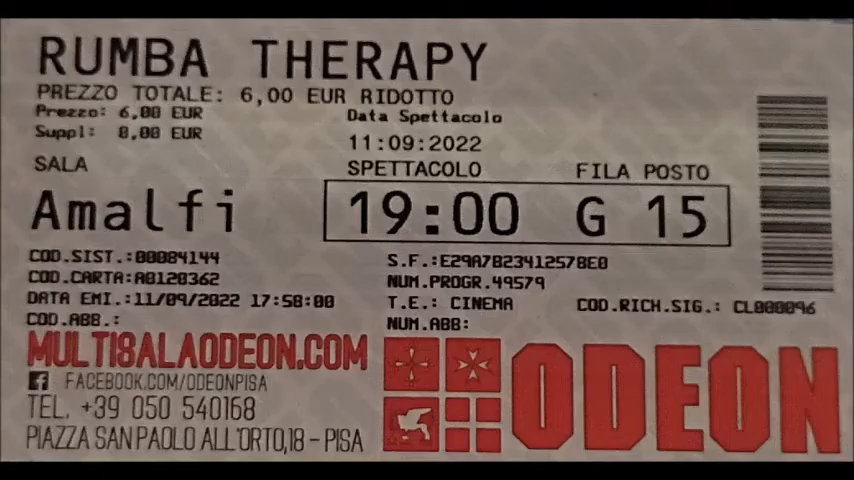 RUMBA THERAPY
PREZZO TOTALE: 6,00 EUR RIDOTTO
Prezzo: 6,00 EUR
Suppl: 0,00 EUR
Data Spettacolo
11:09:2022
SALA
SPETTACOLO
FILA POSTO
Amalfi
19:00 G 15
COD.SIST.:00084144
COD.CARTA:A0120362
DATA EMI.:11/09/2022 17:58:00
COD.ABB.:
S.F.:E29A7B23412578E0
NUM.PROGR.49579
T.E.: CINEMA
COD.RICH.SIG.: CL000096
NUM.ABB:
MULTISALAODEON.COM
FACEBOOK.COM/ODEONPISA
TEL. +39 050 540168
PIAZZA SAN PAOLO ALL'ORTO,18 – PISA
ODEON